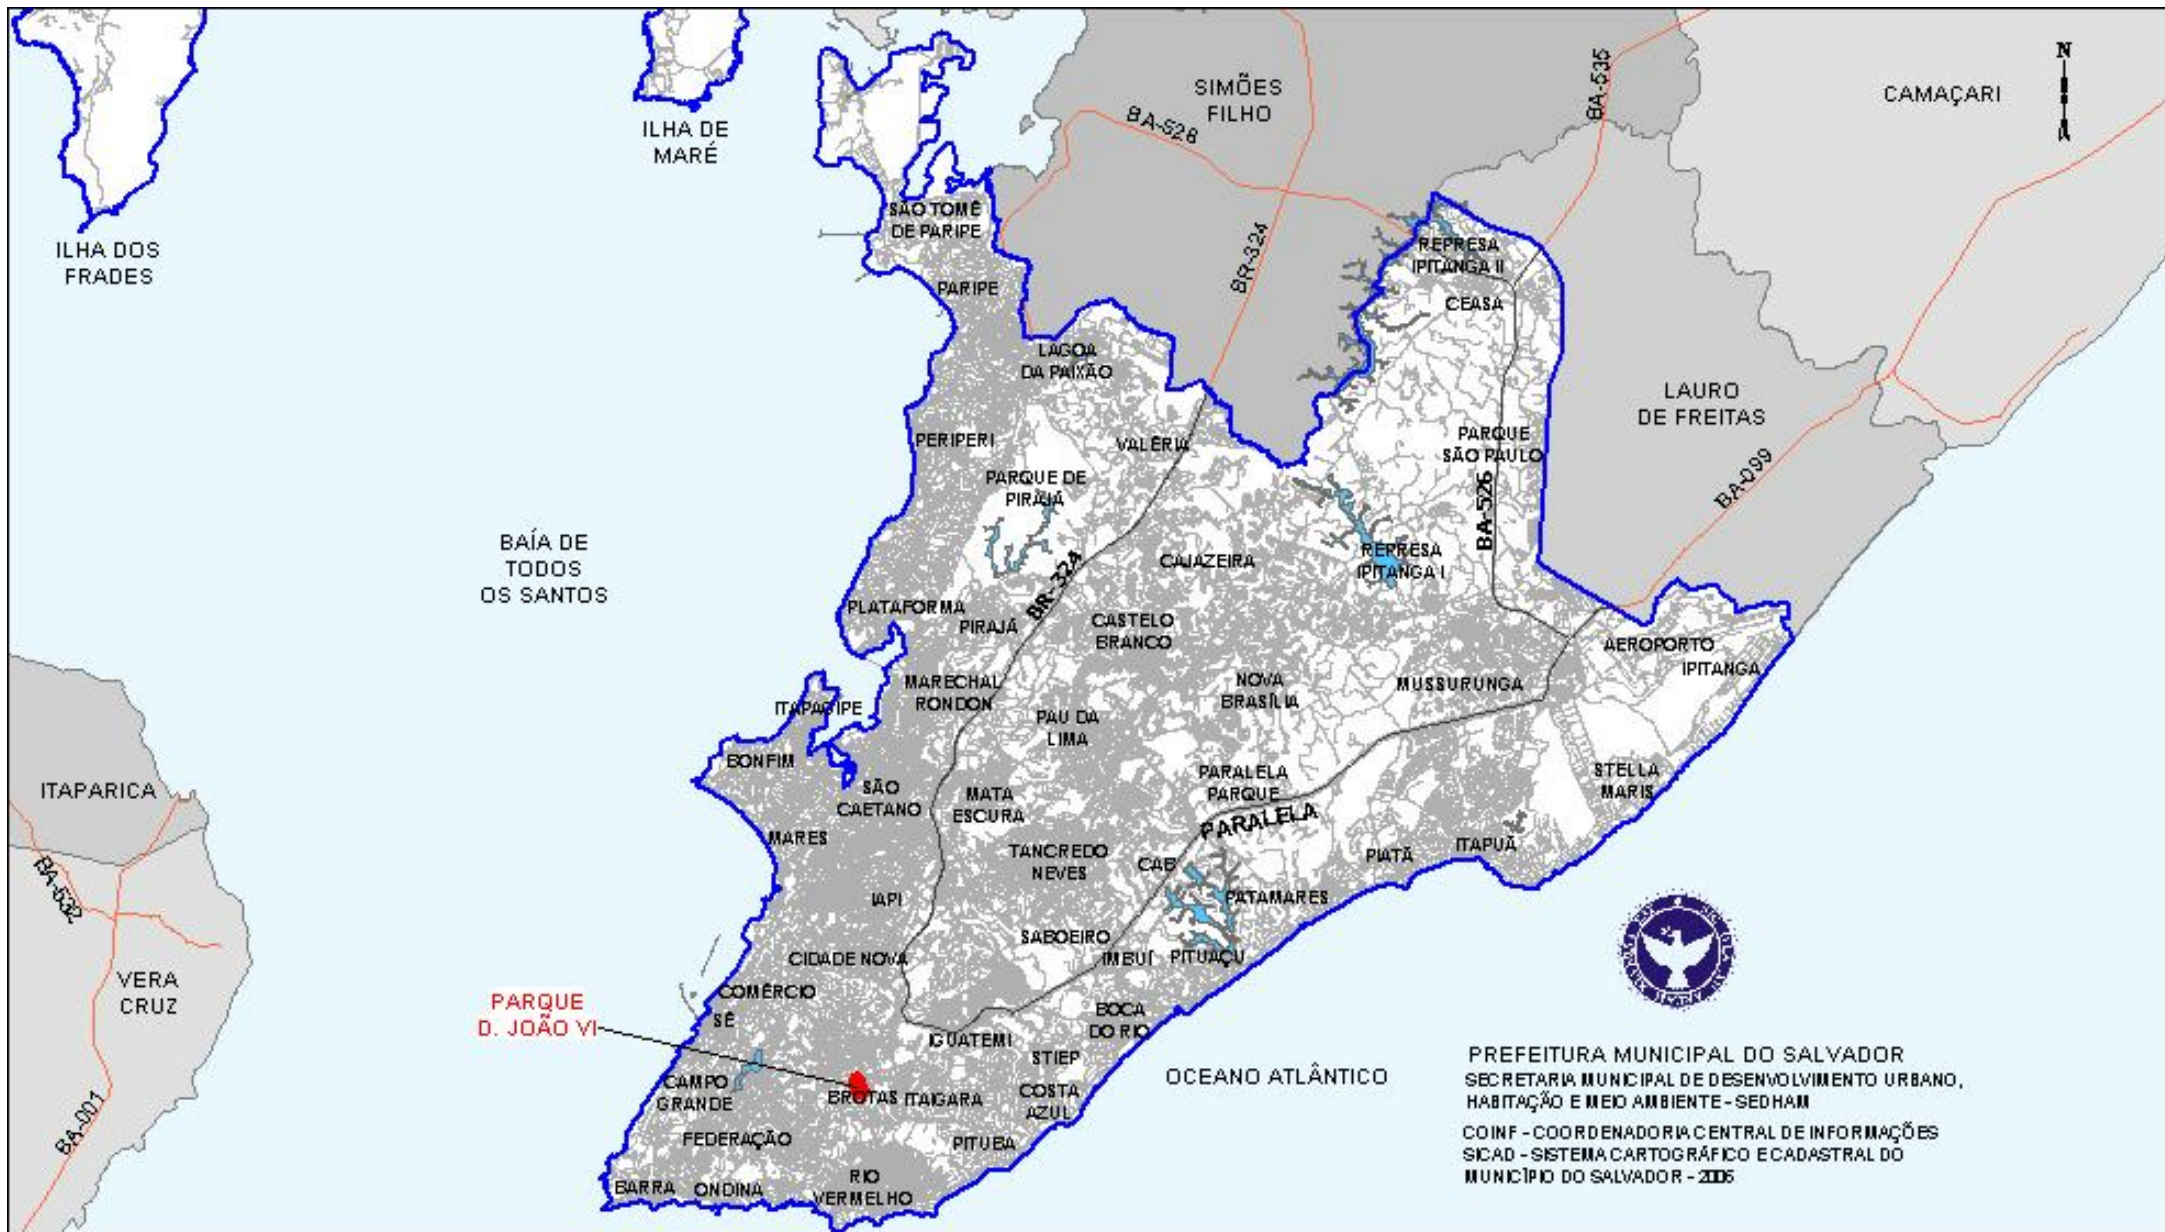 N
SIMÕES
FILHO
BA-535
CAMAÇARI
BA-526
ILHA DE
MARÉ
ILHA DOS
FRADES
SÃO TOMÉ
DE PARIPE
BR-324
REPRESA
IPITANGA II
PARIPE
CEASA
LAGOA
DA PAIXÃO
LAURO
DE FREITAS
PERIPERI
VALÉRIA
PARQUE
SÃO PAULO
PARQUE DE
PIRAJÁ
BA-099
BA-526
BAÍA DE
TODOS
OS SANTOS
CAJAZEIRA
REPRESA
IPITANGA I
BR-324
PLATAFORMA
PIRAJÁ
CASTELO
BRANCO
AEROPORTO
IPITANGA
MARECHAL
RONDON
NOVA
BRASÍLIA
MUSSURUNGA
ITAPAGIPE
PAU DA
LIMA
BONFIM
PARALELA
PARQUE
STELLA
MARIS
ITAPARICA
SÃO
CAETANO
MATA
ESCURA
PARALELA
MARES
TANCREDO
NEVES
CAB
PIATÃ
ITAPUÃ
BA-532
IAPI
PATAMARES
SABOEIRO
CIDADE NOVA
IMBUÍ
PITUAÇU
VERA
CRUZ
COMÉRCIO
PARQUE
D. JOÃO VI
SÉ
BOCA
DO RIO
IGUATEMI
STIEP
OCEANO ATLÂNTICO
CAMPO
GRANDE
BROTAS
ITAIGARA
COSTA
AZUL
BA-001
FEDERAÇÃO
PITUBA
BARRA
ONDINA
RIO
VERMELHO
PREFEITURA MUNICIPAL DO SALVADOR
SECRETARIA MUNICIPAL DE DESENVOLVIMENTO URBANO,
HABITAÇÃO E MEIO AMBIENTE - SEDHAM
COINF - COORDENADORIA CENTRAL DE INFORMAÇÕES
SICAD - SISTEMA CARTOGRÁFICO E CADASTRAL DO
MUNICÍPIO DO SALVADOR - 2006